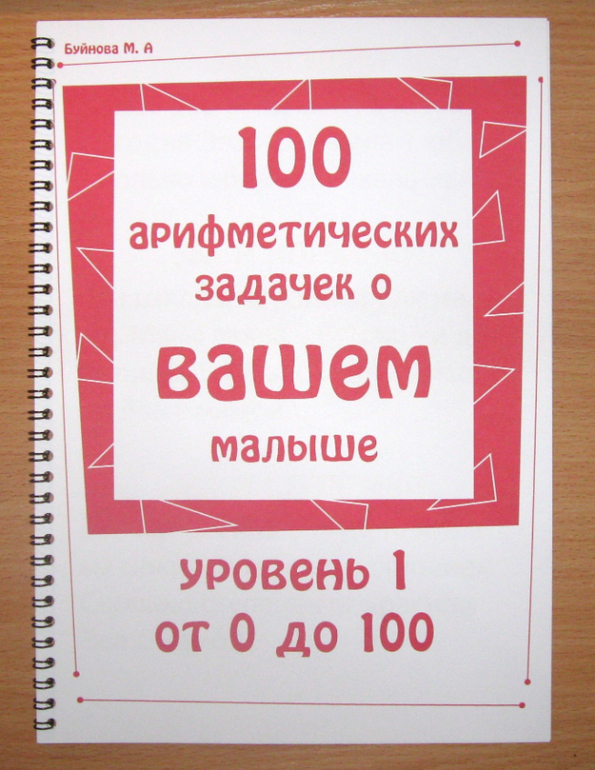 Буйнова М. А
100
арифметических
задачек о
вашем
малыше
уровень 1
от 0 до 100